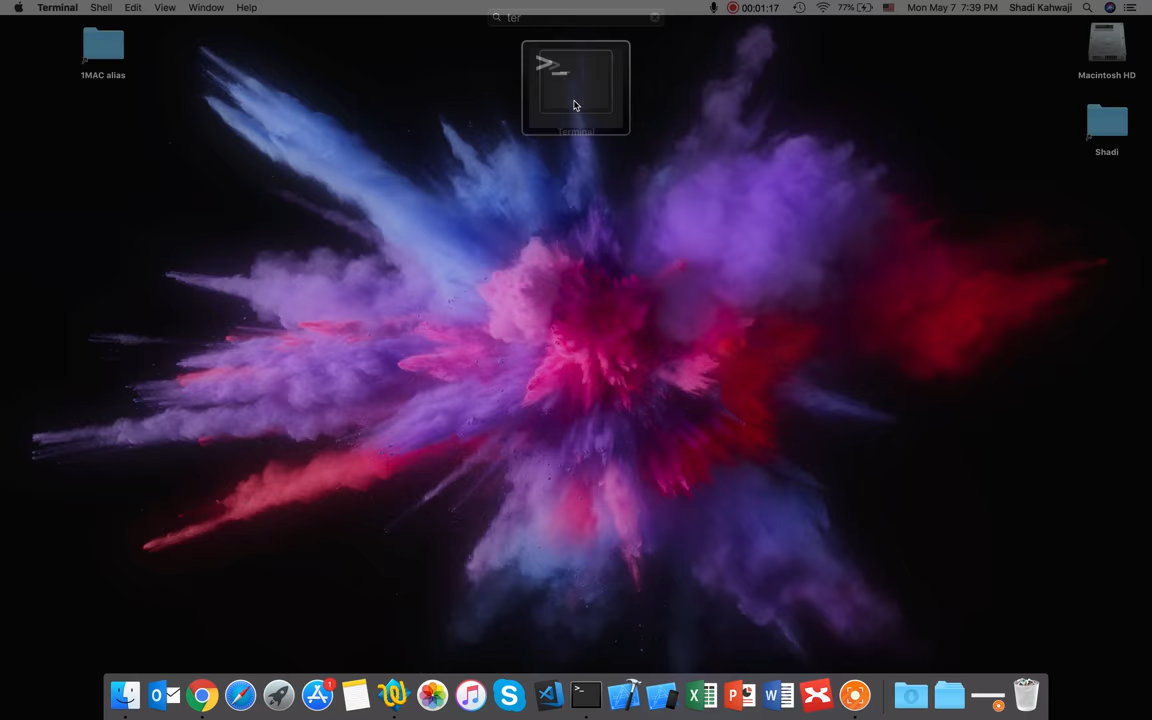 Terminal Shell Edit View Window Help 00:01:17 77% Mon May 7 7:39 PM Shadi Kahwaji
ter
1MAC alias
>_
Terminal
Macintosh HD
Shadi
1
>_